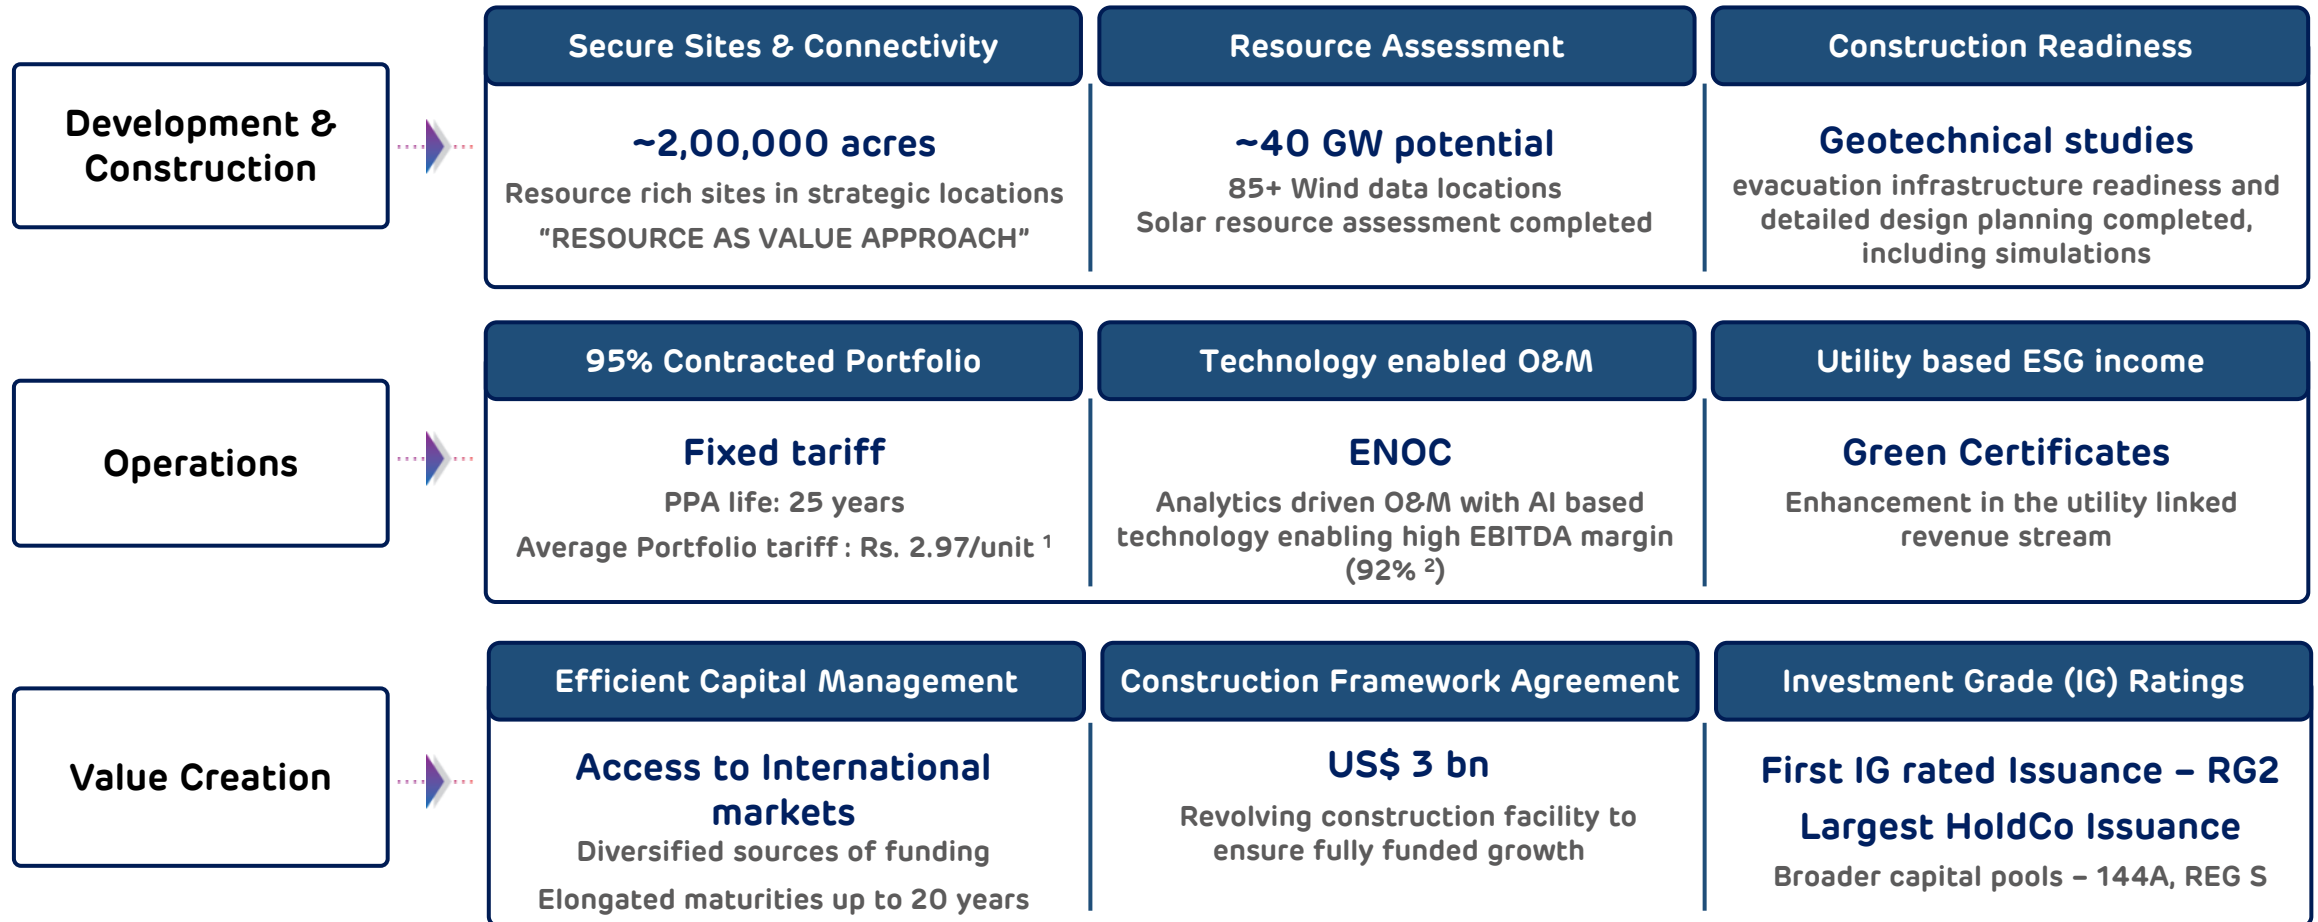 Development &
Construction
Secure Sites & Connectivity
~2,00,000 acres
Resource rich sites in strategic locations
"RESOURCE AS VALUE APPROACH"
Resource Assessment
~40 GW potential
85+ Wind data locations
Solar resource assessment completed
Construction Readiness
Geotechnical studies
evacuation infrastructure readiness and
detailed design planning completed,
including simulations
Operations
95% Contracted Portfolio
Fixed tariff
PPA life: 25 years
Average Portfolio tariff : Rs. 2.97/unit ¹
Technology enabled O&M
ENOC
Analytics driven O&M with AI based
technology enabling high EBITDA margin
(92% ²)
Utility based ESG income
Green Certificates
Enhancement in the utility linked
revenue stream
Value Creation
Efficient Capital Management
Access to International
markets
Diversified sources of funding
Elongated maturities up to 20 years
Construction Framework Agreement
US$ 3 bn
Revolving construction facility to
ensure fully funded growth
Investment Grade (IG) Ratings
First IG rated Issuance – RG2
Largest HoldCo Issuance
Broader capital pools – 144A, REG S